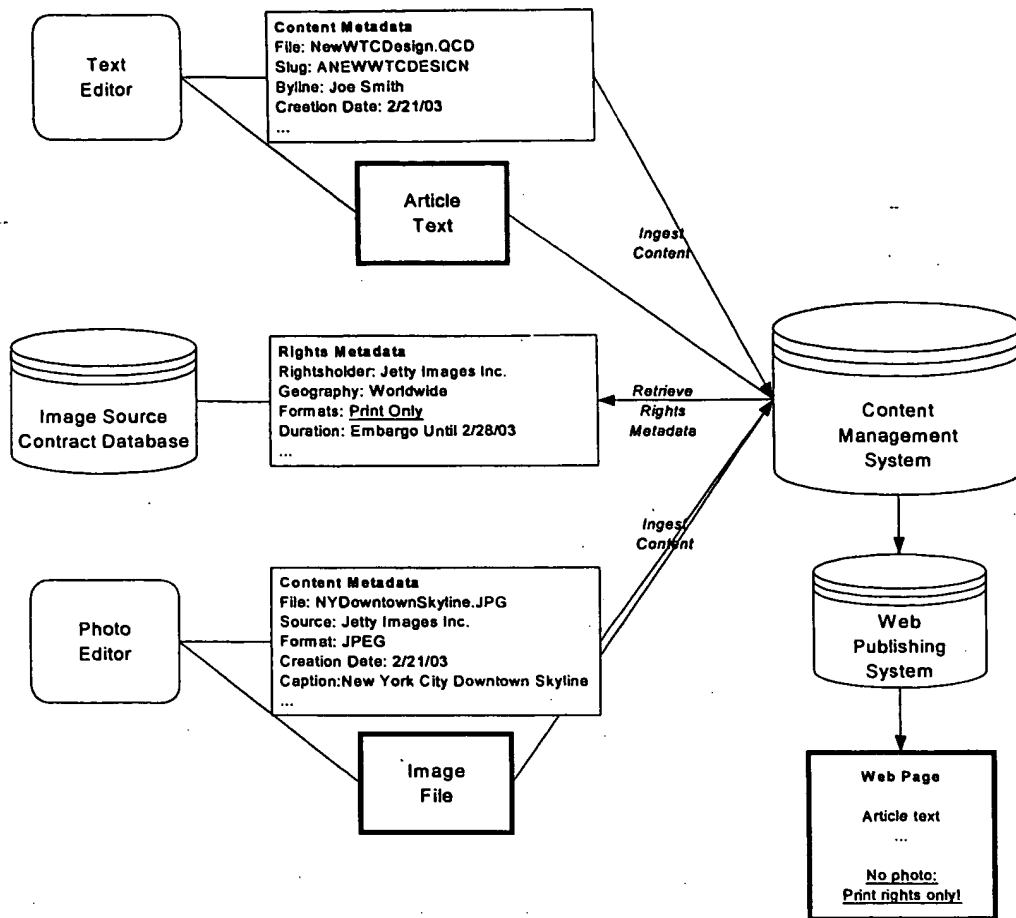 Text
Editor
Content Metadata
File: NewWTCDesign.QCD
Slug: ANEWWTCDESICN
Byline: Joe Smith
Creetion Date: 2/21/03
...
Article
Text
Ingest
Content
Image Source
Contract Database
Rights Metadata
Rightsholder: Jetty Images Inc.
Geography: Worldwide
Formats: Print Only
Duration: Embargo Until 2/28/03
...
Retrieve
Rights
Metadata
Content
Management
System
Ingest
Content
Photo
Editor
Content Metadata
File: NYDowntownSkyline.JPG
Source: Jetty Images Inc.
Format: JPEG
Creation Date: 2/21/03
Caption:New York City Downtown Skyline
...
Image
File
Web
Publishing
System
Web Page
Article text
...
No photo:
Print rights only!